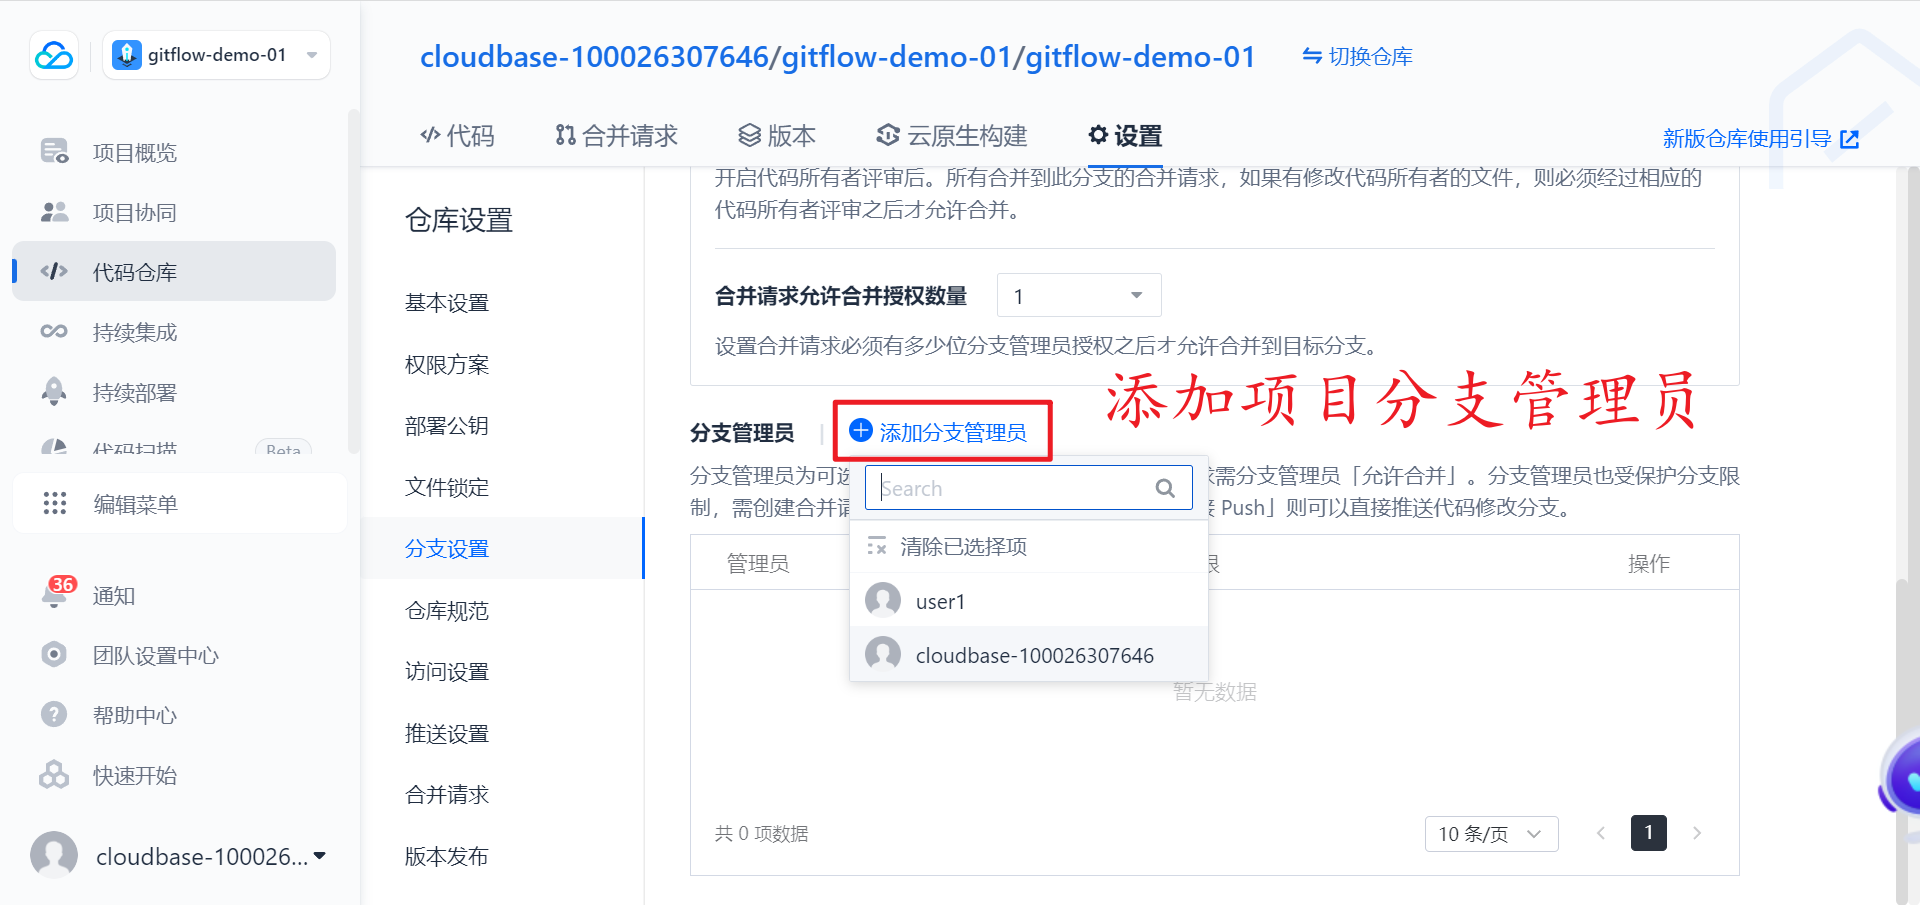 gitflow-demo-01
项目概览
项目协同
代码仓库
持续集成
持续部署
代码扫描 Beta
编辑菜单
36
通知
团队设置中心
帮助中心
快速开始
cloudbase-100026...
cloudbase-100026307646/gitflow-demo-01/gitflow-demo-01
切换仓库
代码
合并请求
版本
云原生构建
设置
新版仓库使用引导
仓库设置
基本设置
权限方案
部署公钥
文件锁定
分支设置
仓库规范
访问设置
推送设置
合并请求
版本发布
开启代码所有者评审后。所有合并到此分支的合并请求，如果有修改代码所有者的文件，则必须经过相应的
代码所有者评审之后才允许合并。
合并请求允许合并授权数量 1
设置合并请求必须有多少位分支管理员授权之后才允许合并到目标分支。
添加项目分支管理员
分支管理员 | 添加分支管理员
分支管理员为可选 求需分支管理员「允许合并」。分支管理员也受保护分支限
制，需创建合并请 接 Push」则可以直接推送代码修改分支。
Search
清除已选择项
user1
cloudbase-100026307646
管理员 限 操作
暂无数据
共 0 项数据
10 条/页
1